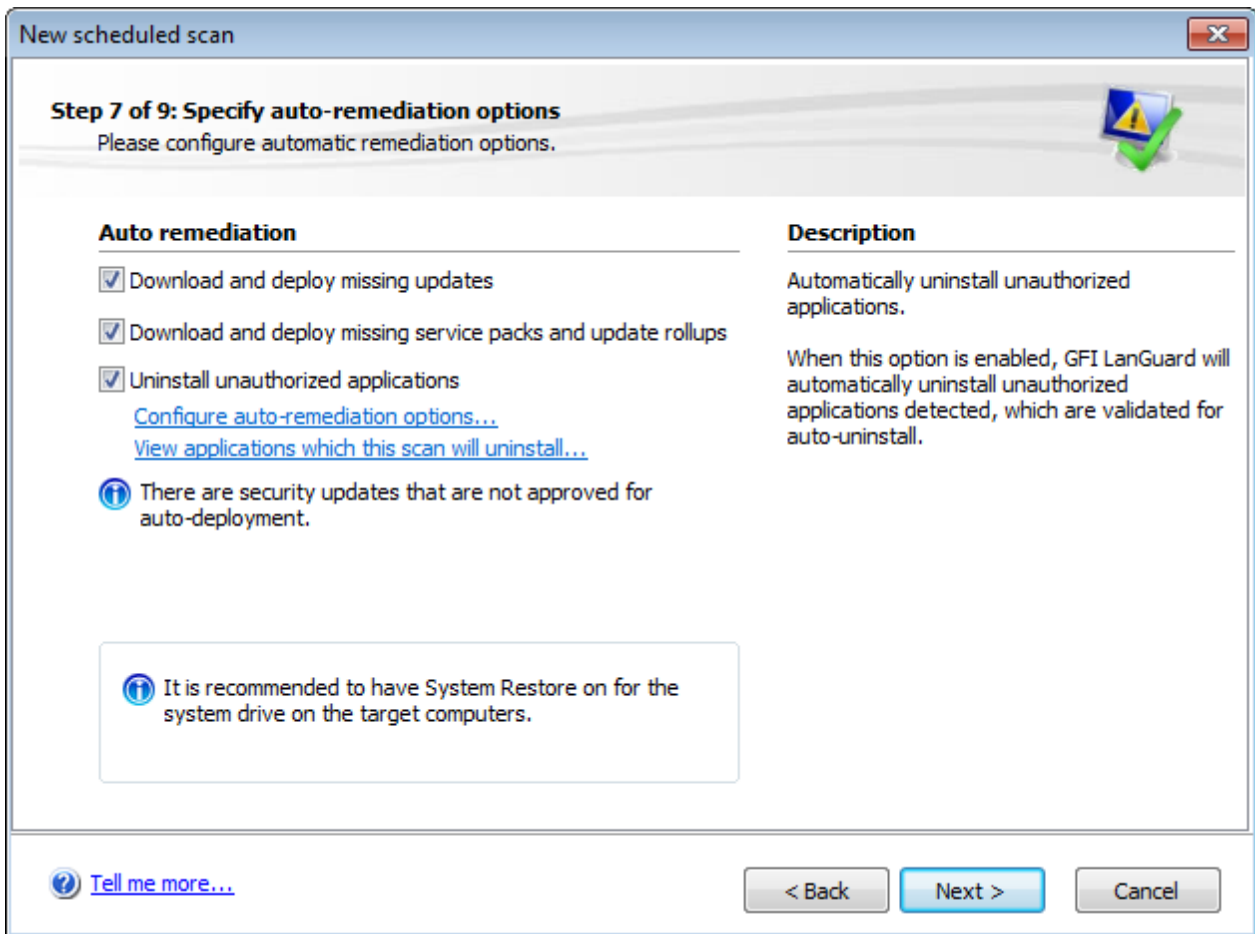 New scheduled scan
Step 7 of 9: Specify auto-remediation options
Please configure automatic remediation options.
Auto remediation
Download and deploy missing updates
Download and deploy missing service packs and update rollups
Uninstall unauthorized applications
Configure auto-remediation options...
View applications which this scan will uninstall...
There are security updates that are not approved for
auto-deployment.
It is recommended to have System Restore on for the
system drive on the target computers.
Description
Automatically uninstall unauthorized
applications.
When this option is enabled, GFI LanGuard will
automatically uninstall unauthorized
applications detected, which are validated for
auto-uninstall.
Tell me more...
< Back
Next >
Cancel